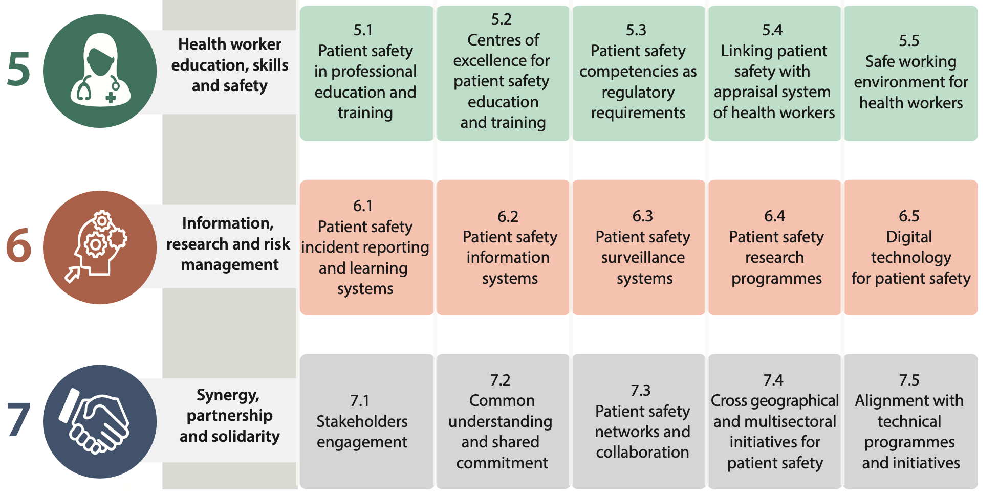 5
Health worker
education, skills
and safety
5.1
Patient safety
in professional
education and
training
5.2
Centres of
excellence for
patient safety
education
and training
5.3
Patient safety
competencies as
regulatory
requirements
5.4
Linking patient
safety with
appraisal system
of health workers
5.5
Safe working
environment for
health workers
6
Information,
research and risk
management
6.1
Patient safety
incident reporting
and learning
systems
6.2
Patient safety
information
systems
6.3
Patient safety
surveillance
systems
6.4
Patient safety
research
programmes
6.5
Digital
technology
for patient safety
7
Synergy,
partnership
and solidarity
7.1
Stakeholders
engagement
7.2
Common
understanding
and shared
commitment
7.3
Patient safety
networks and
collaboration
7.4
Cross geographical
and multisectoral
initiatives for
patient safety
7.5
Alignment with
technical
programmes
and initiatives